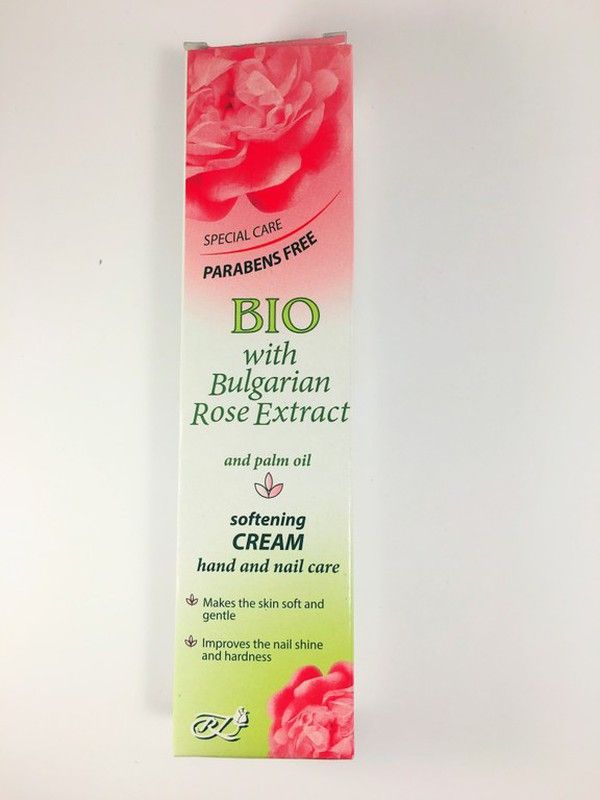 SPECIAL CARE
PARABENS FREE
BIO
with
Bulgarian
Rose Extract
and palm oil
softening
CREAM
hand and nail care
Makes the skin soft and
gentle
Improves the nail shine
and hardness